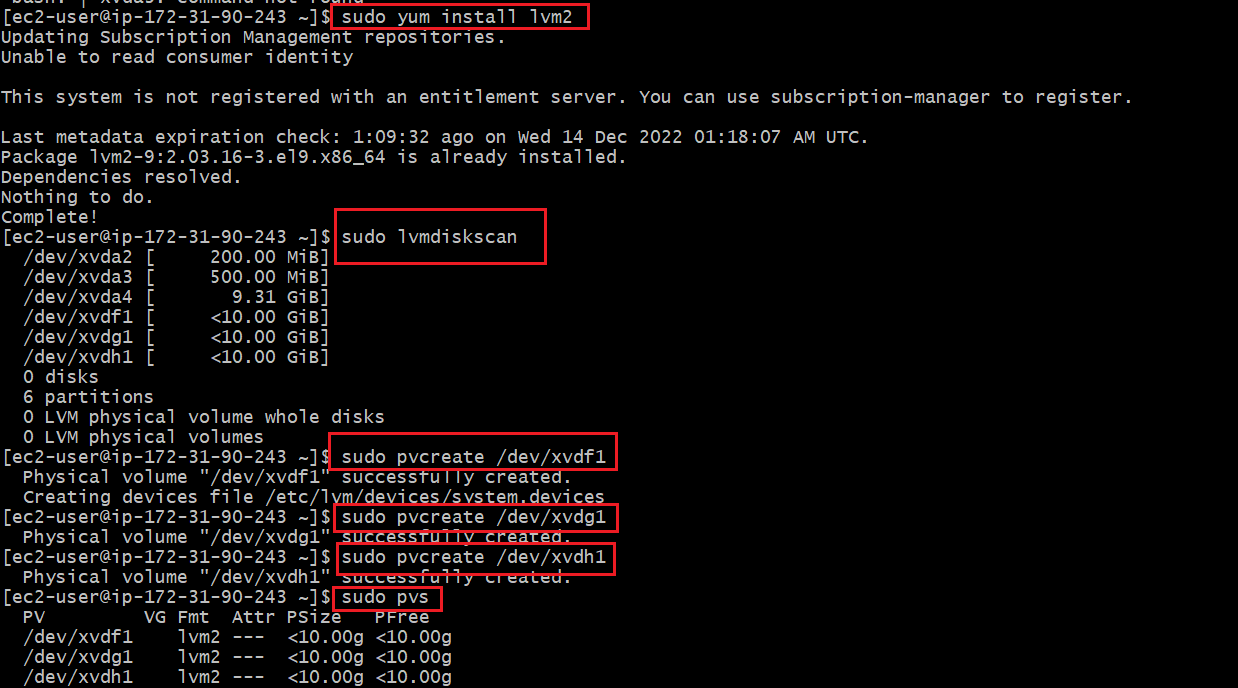 [ec2-user@ip-172-31-90-243 ~]$ sudo yum install lvm2
Updating Subscription Management repositories.
Unable to read consumer identity
This system is not registered with an entitlement server. You can use subscription-manager to register.
Last metadata expiration check: 1:09:32 ago on Wed 14 Dec 2022 01:18:07 AM UTC.
Package lvm2-9:2.03.16-3.el9.x86_64 is already installed.
Dependencies resolved.
Nothing to do.
Complete!
[ec2-user@ip-172-31-90-243 ~]$ sudo lvmdiskscan
  /dev/xvda2 [     200.00 MiB]
  /dev/xvda3 [     500.00 MiB]
  /dev/xvda4 [       9.31 GiB]
  /dev/xvdf1 [     <10.00 GiB]
  /dev/xvdg1 [     <10.00 GiB]
  /dev/xvdh1 [     <10.00 GiB]
  0 disks
  6 partitions
  0 LVM physical volume whole disks
  0 LVM physical volumes
[ec2-user@ip-172-31-90-243 ~]$ sudo pvcreate /dev/xvdf1
  Physical volume "/dev/xvdf1" successfully created.
  Creating devices file /etc/lvm/devices/system.devices
[ec2-user@ip-172-31-90-243 ~]$ sudo pvcreate /dev/xvdg1
  Physical volume "/dev/xvdg1" successfully created.
[ec2-user@ip-172-31-90-243 ~]$ sudo pvcreate /dev/xvdh1
  Physical volume "/dev/xvdh1" successfully created.
[ec2-user@ip-172-31-90-243 ~]$ sudo pvs
  PV         VG Fmt  Attr PSize   PFree
  /dev/xvdf1    lvm2 ---  <10.00g <10.00g
  /dev/xvdg1    lvm2 ---  <10.00g <10.00g
  /dev/xvdh1    lvm2 ---  <10.00g <10.00g